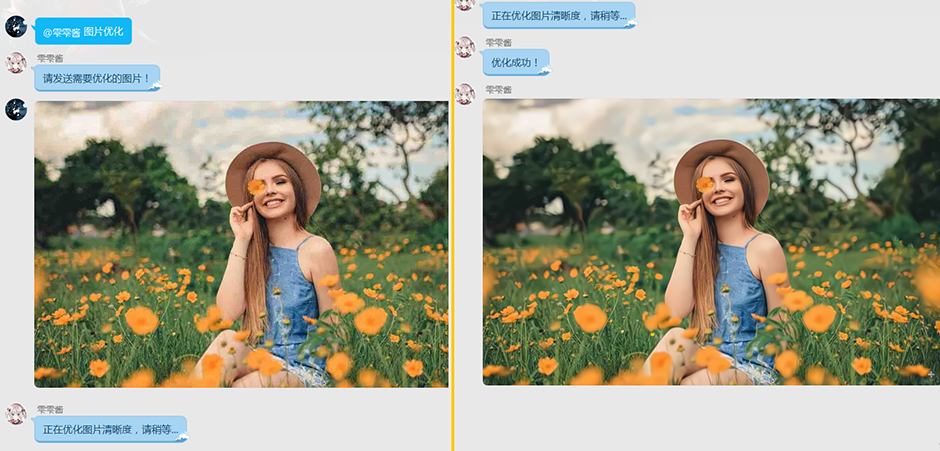 @零零酱 图片优化
零零酱
请发送需要优化的图片！
零零酱
正在优化图片清晰度，请稍等...
正在优化图片清晰度，请稍等...
零零酱
优化成功！
零零酱